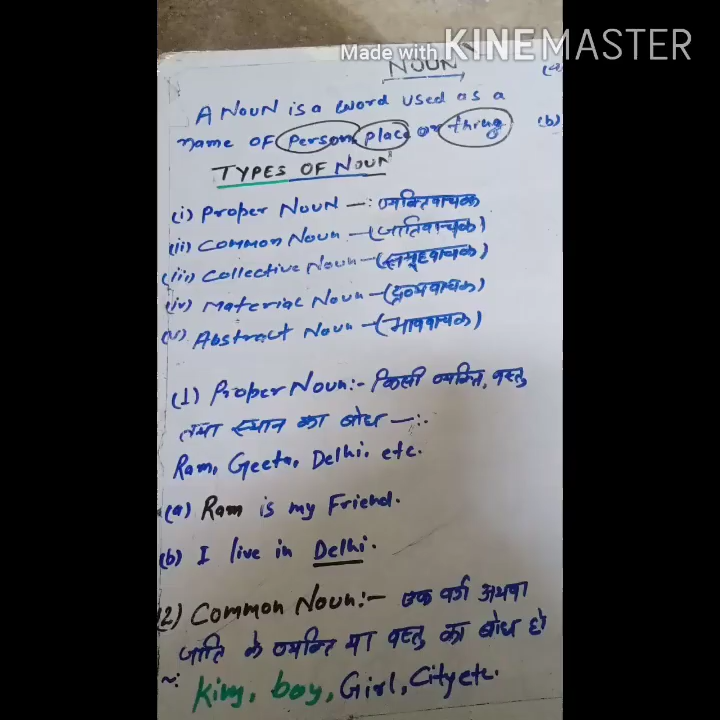 Made with KINEMASTER
NOUN
(a
A NOUN is a word used as a
name OF person, place or thing (b)
TYPES OF NOUN
(i) Proper NOUN —: व्यक्तिवाचक
(ii) Common Noun — (जातिवाचक)
(iii) Collective Noun — (समूहवाचक)
(iv) Material Noun — (द्रव्यवाचक)
(v) Abstract Noun — (भाववाचक)
(1) Proper Noun:- किसी व्यक्ति, वस्तु
तथा स्थान का बोध —:-
Ram, Geeta, Delhi, etc.
(a) Ram is my Friend.
(b) I live in Delhi.
(2) Common Noun:- एक वर्ग अथवा
जाति के व्यक्ति या वस्तु का बोध हो
~: King, boy, Girl, City etc.